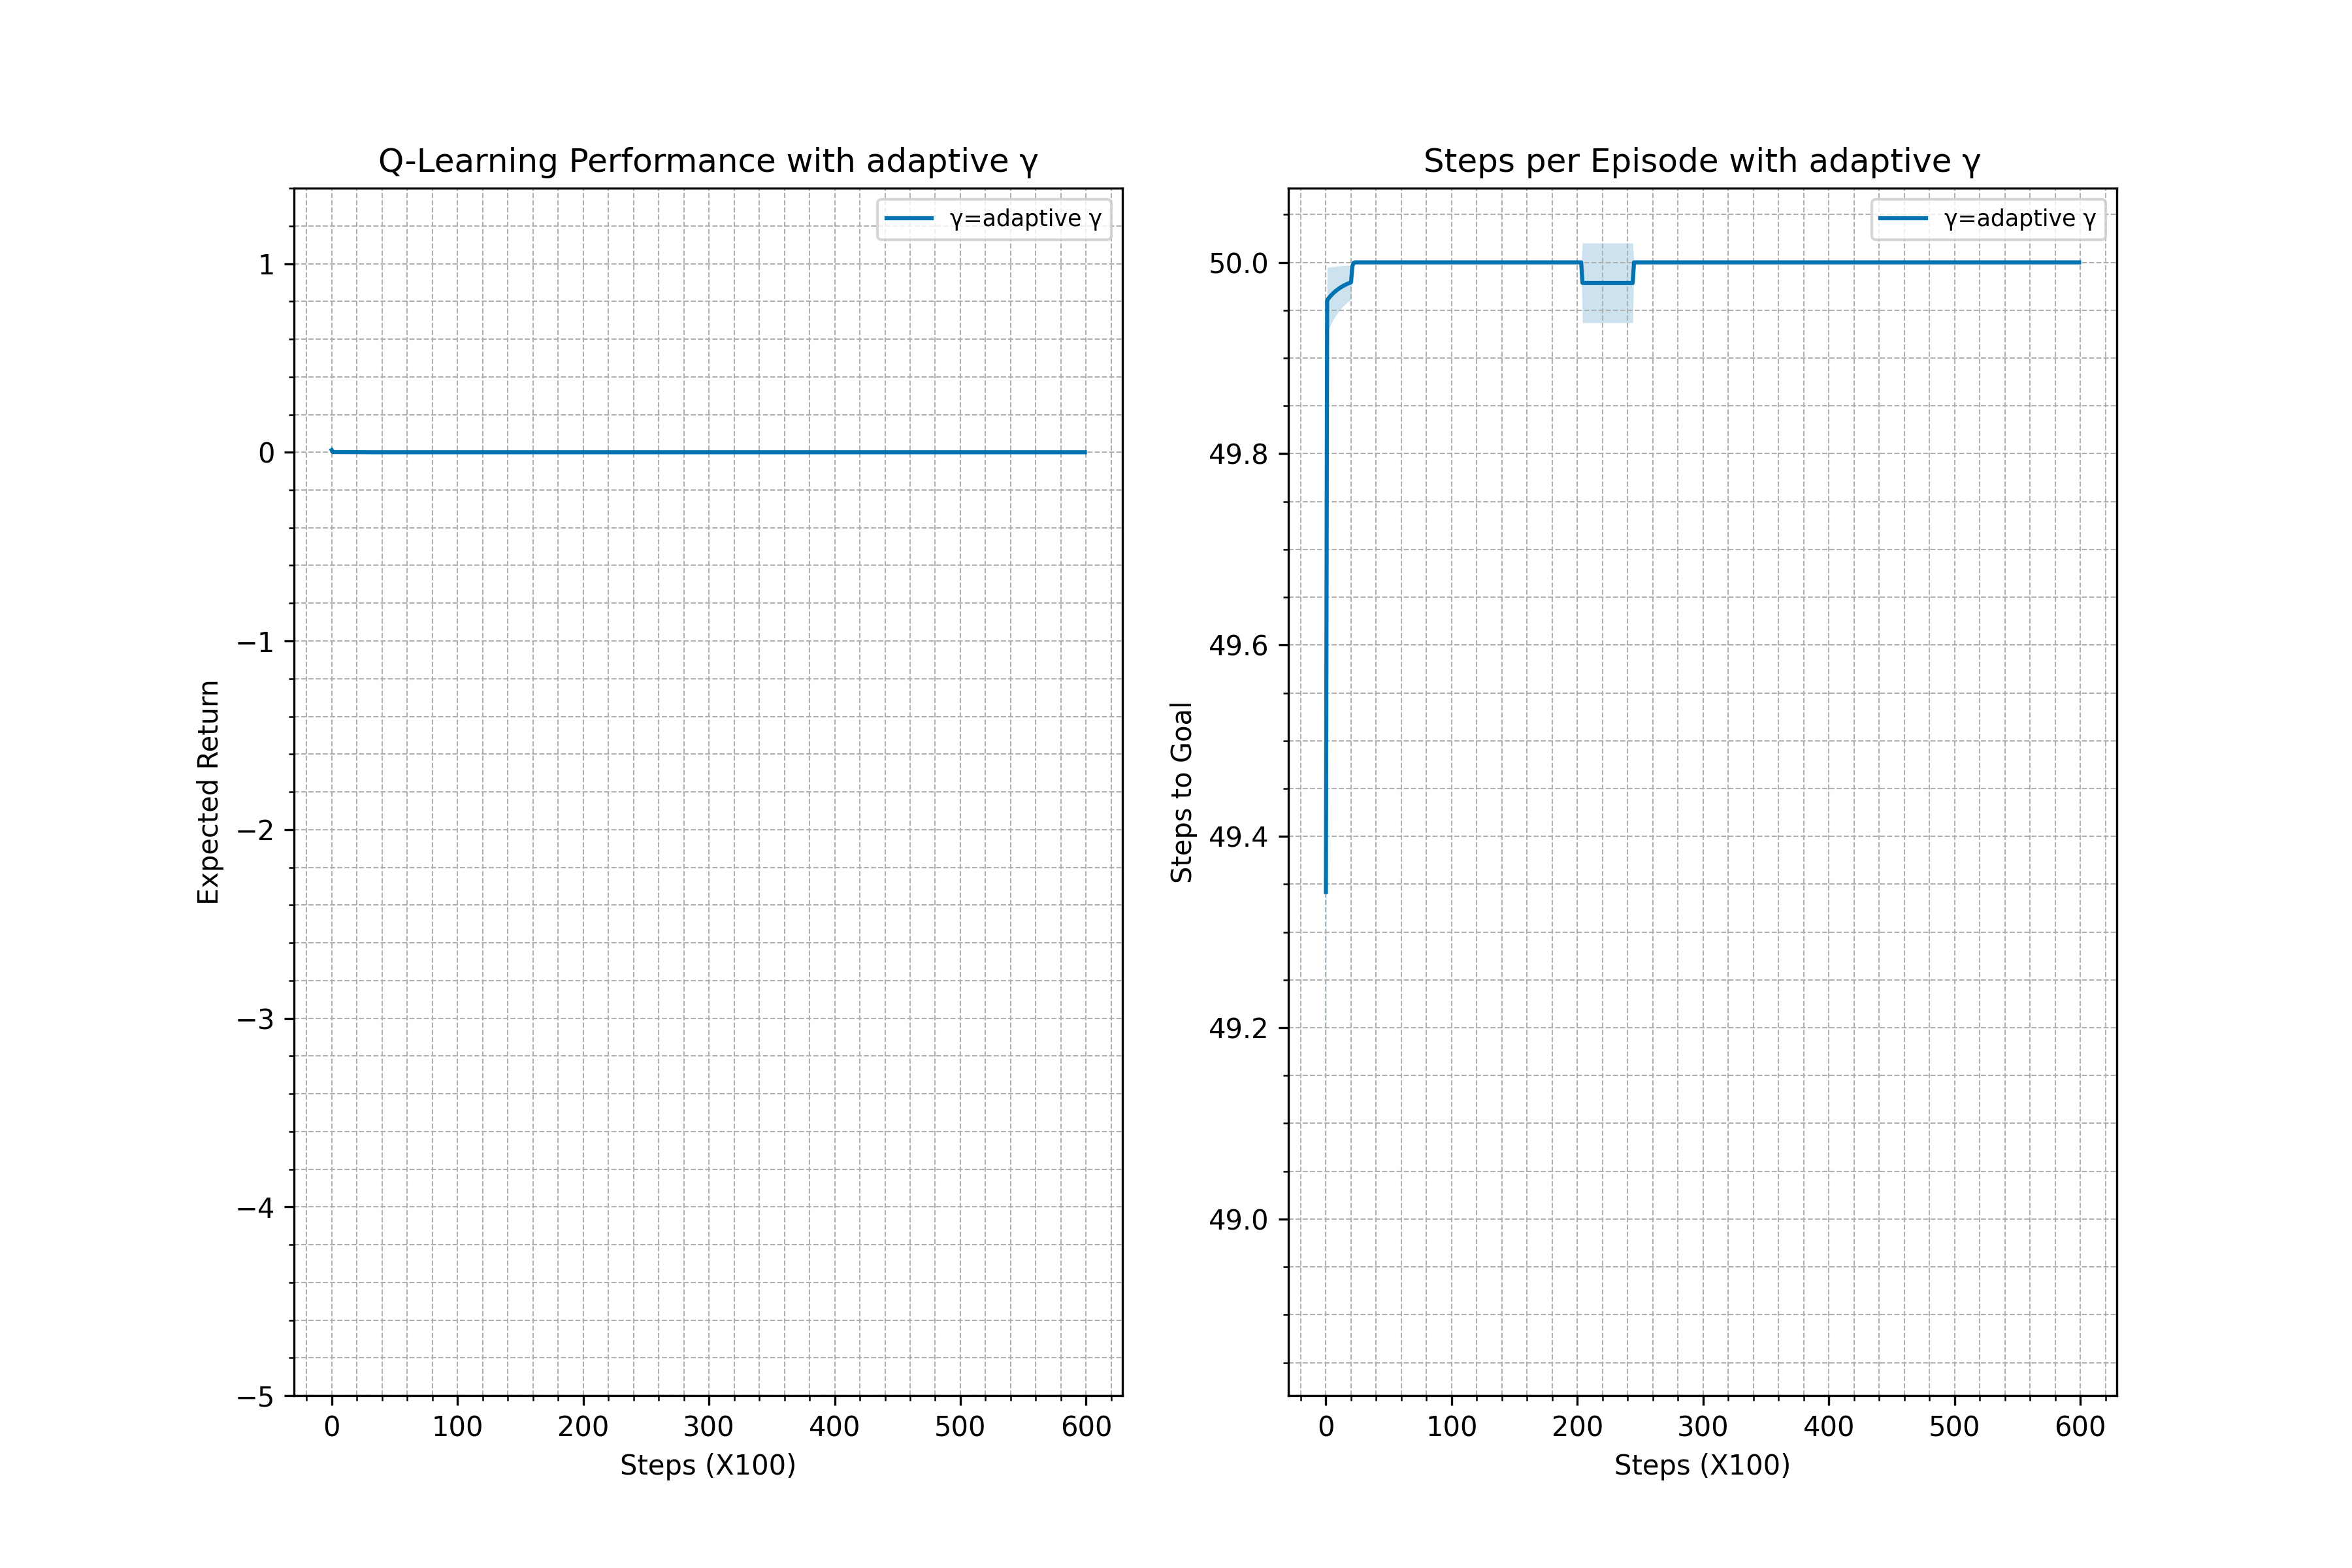 Q-Learning Performance with adaptive γ
γ=adaptive γ
1
0
−1
−2
−3
−4
−5
Expected Return
0 100 200 300 400 500 600
Steps (X100)
Steps per Episode with adaptive γ
γ=adaptive γ
50.0
49.8
49.6
49.4
49.2
49.0
Steps to Goal
0 100 200 300 400 500 600
Steps (X100)